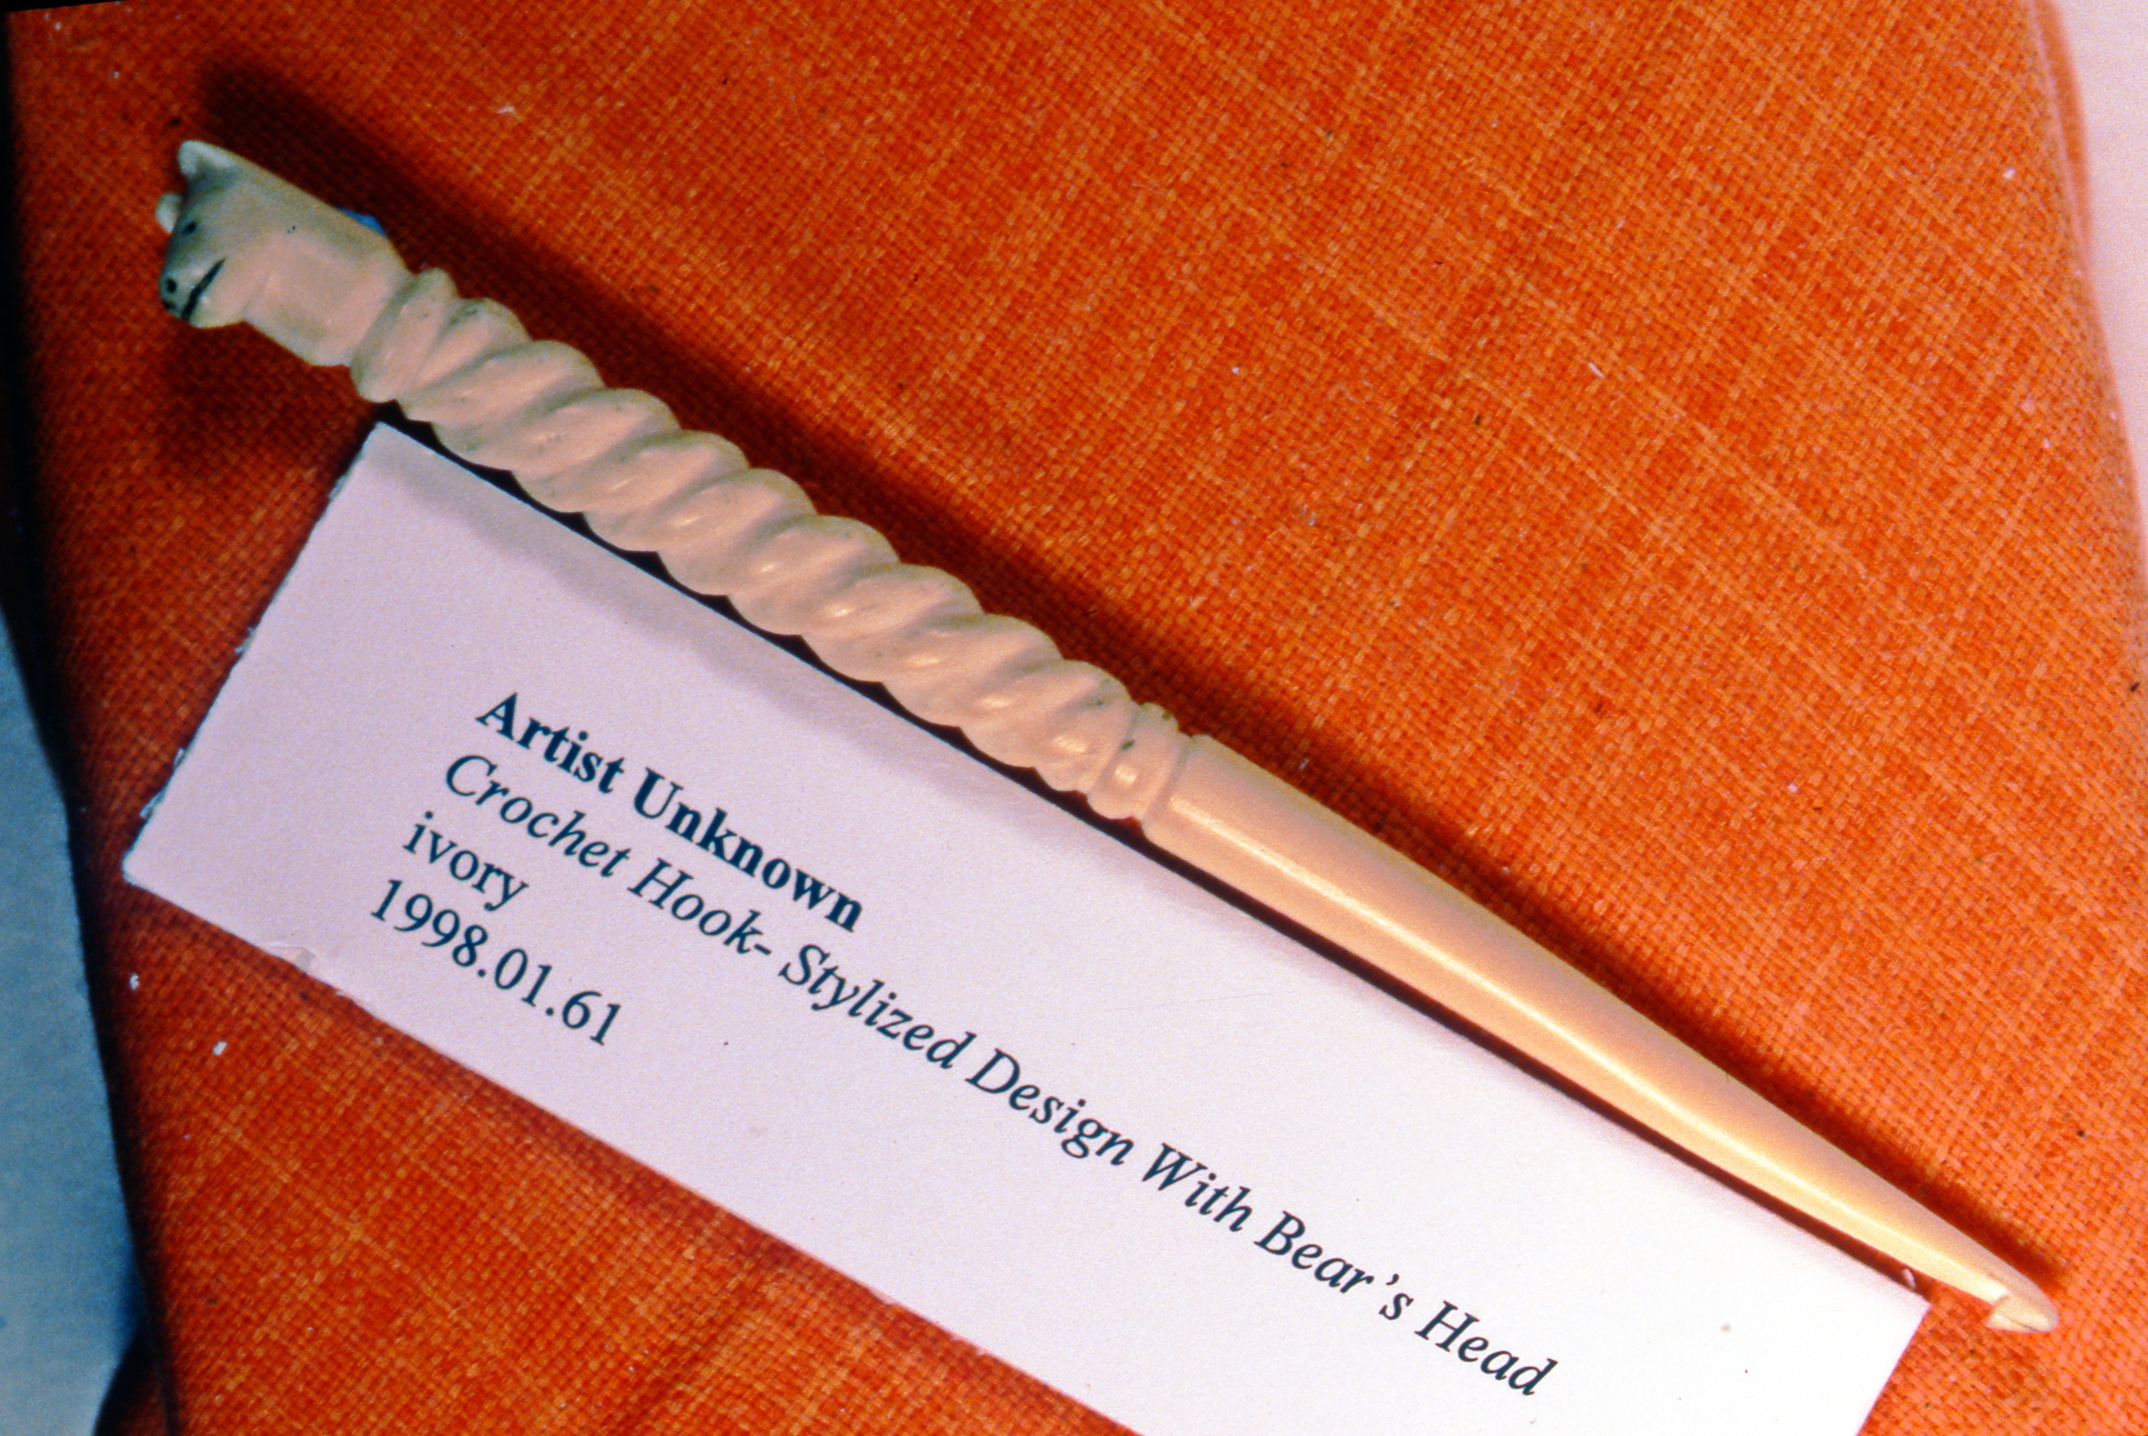 Artist Unknown
Crochet Hook- Stylized Design With Bear's Head
ivory
1998.01.61